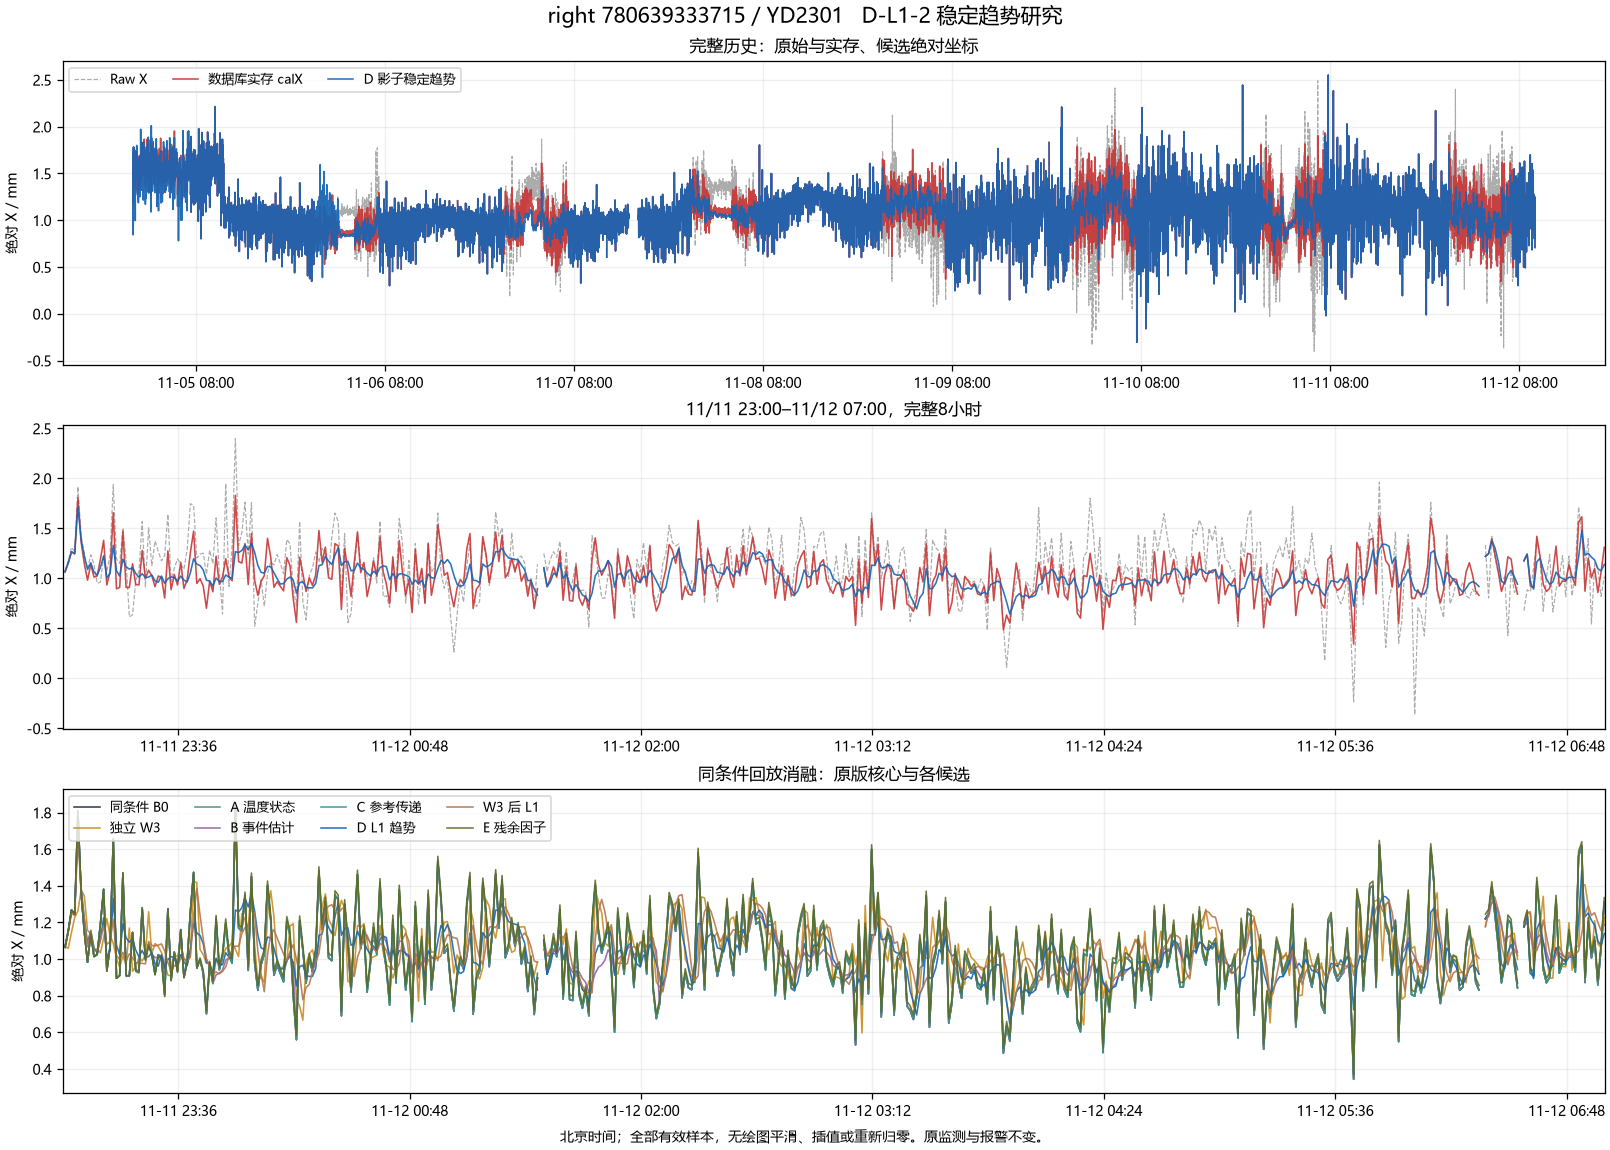 right 780639333715 / YD2301   D-L1-2 稳定趋势研究
完整历史：原始与实存、候选绝对坐标
Raw X  数据库实存 calX  D 影子稳定趋势
绝对 X / mm
2.5
2.0
1.5
1.0
0.5
0.0
-0.5
11-05 08:00  11-06 08:00  11-07 08:00  11-08 08:00  11-09 08:00  11-10 08:00  11-11 08:00  11-12 08:00
11/11 23:00–11/12 07:00，完整8小时
绝对 X / mm
2.5
2.0
1.5
1.0
0.5
0.0
-0.5
11-11 23:36  11-12 00:48  11-12 02:00  11-12 03:12  11-12 04:24  11-12 05:36  11-12 06:48
同条件回放消融：原版核心与各候选
同条件 B0  A 温度状态  C 参考传递  W3 后 L1
独立 W3  B 事件估计  D L1 趋势  E 残余因子
绝对 X / mm
1.8
1.6
1.4
1.2
1.0
0.8
0.6
0.4
11-11 23:36  11-12 00:48  11-12 02:00  11-12 03:12  11-12 04:24  11-12 05:36  11-12 06:48
北京时间；全部有效样本，无绘图平滑、插值或重新归零。原监测与报警不变。